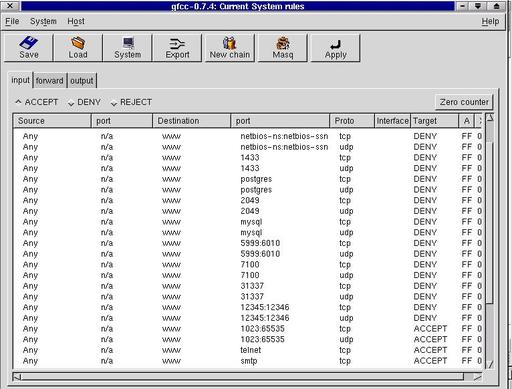 gfcc-0.7.4: Current System rules
File System Host Help
Save Load System Export New chain Masq Apply
input forward output
ACCEPT DENY REJECT Zero counter
Source port Destination port Proto Interface Target A
Any n/a www netbios-ns:netbios-ssn tcp DENY FF 0
Any n/a www netbios-ns:netbios-ssn udp DENY FF 0
Any n/a www 1433 tcp DENY FF 0
Any n/a www 1433 udp DENY FF 0
Any n/a www postgres tcp DENY FF 0
Any n/a www postgres udp DENY FF 0
Any n/a www 2049 tcp DENY FF 0
Any n/a www 2049 udp DENY FF 0
Any n/a www mysql tcp DENY FF 0
Any n/a www mysql udp DENY FF 0
Any n/a www 5999:6010 tcp DENY FF 0
Any n/a www 5999:6010 udp DENY FF 0
Any n/a www 7100 tcp DENY FF 0
Any n/a www 7100 udp DENY FF 0
Any n/a www 31337 tcp DENY FF 0
Any n/a www 31337 udp DENY FF 0
Any n/a www 12345:12346 tcp DENY FF 0
Any n/a www 12345:12346 udp DENY FF 0
Any n/a www 1023:65535 tcp ACCEPT FF 0
Any n/a www 1023:65535 udp ACCEPT FF 0
Any n/a www telnet tcp ACCEPT FF 0
Any n/a www smtp tcp ACCEPT FF 0